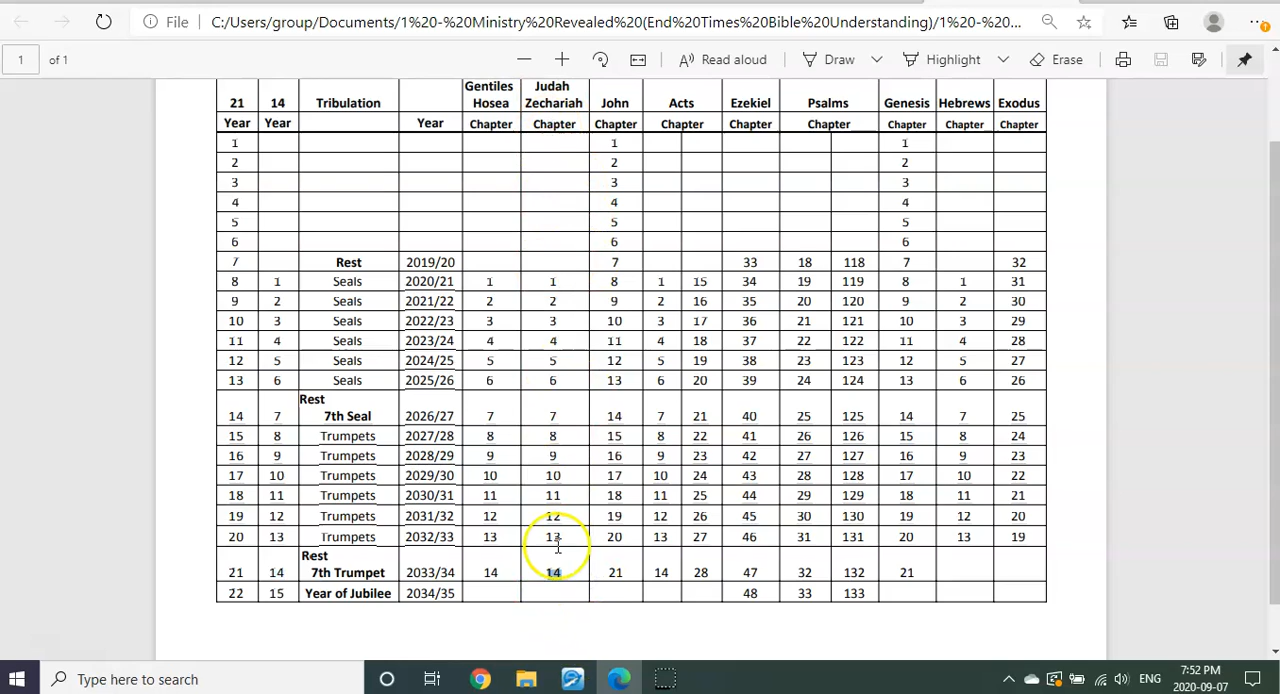 File C:/Users/group/Documents/1%20-%20Ministry%20Revealed%20(End%20Times%20Bible%20Understanding)/1%20-%20...
1 of 1 Read aloud Draw Highlight Erase
Gentiles Judah
21 14 Tribulation Hosea Zechariah John Acts Ezekiel Psalms Genesis Hebrews Exodus
Year Year Year Chapter Chapter Chapter Chapter Chapter Chapter Chapter Chapter Chapter
1 1 1
2 2 2
3 3 3
4 4 4
5 5 5
6 6 6
7 Rest 2019/20 7 33 18 118 7 32
8 1 Seals 2020/21 1 1 8 1 15 34 19 119 8 1 31
9 2 Seals 2021/22 2 2 9 2 16 35 20 120 9 2 30
10 3 Seals 2022/23 3 3 10 3 17 36 21 121 10 3 29
11 4 Seals 2023/24 4 4 11 4 18 37 22 122 11 4 28
12 5 Seals 2024/25 5 5 12 5 19 38 23 123 12 5 27
13 6 Seals 2025/26 6 6 13 6 20 39 24 124 13 6 26
Rest
14 7 7th Seal 2026/27 7 7 14 7 21 40 25 125 14 7 25
15 8 Trumpets 2027/28 8 8 15 8 22 41 26 126 15 8 24
16 9 Trumpets 2028/29 9 9 16 9 23 42 27 127 16 9 23
17 10 Trumpets 2029/30 10 10 17 10 24 43 28 128 17 10 22
18 11 Trumpets 2030/31 11 11 18 11 25 44 29 129 18 11 21
19 12 Trumpets 2031/32 12 12 19 12 26 45 30 130 19 12 20
20 13 Trumpets 2032/33 13 13 20 13 27 46 31 131 20 13 19
Rest
21 14 7th Trumpet 2033/34 14 14 21 14 28 47 32 132 21
22 15 Year of Jubilee 2034/35 48 33 133
Type here to search ENG 7:52 PM
2020-09-07